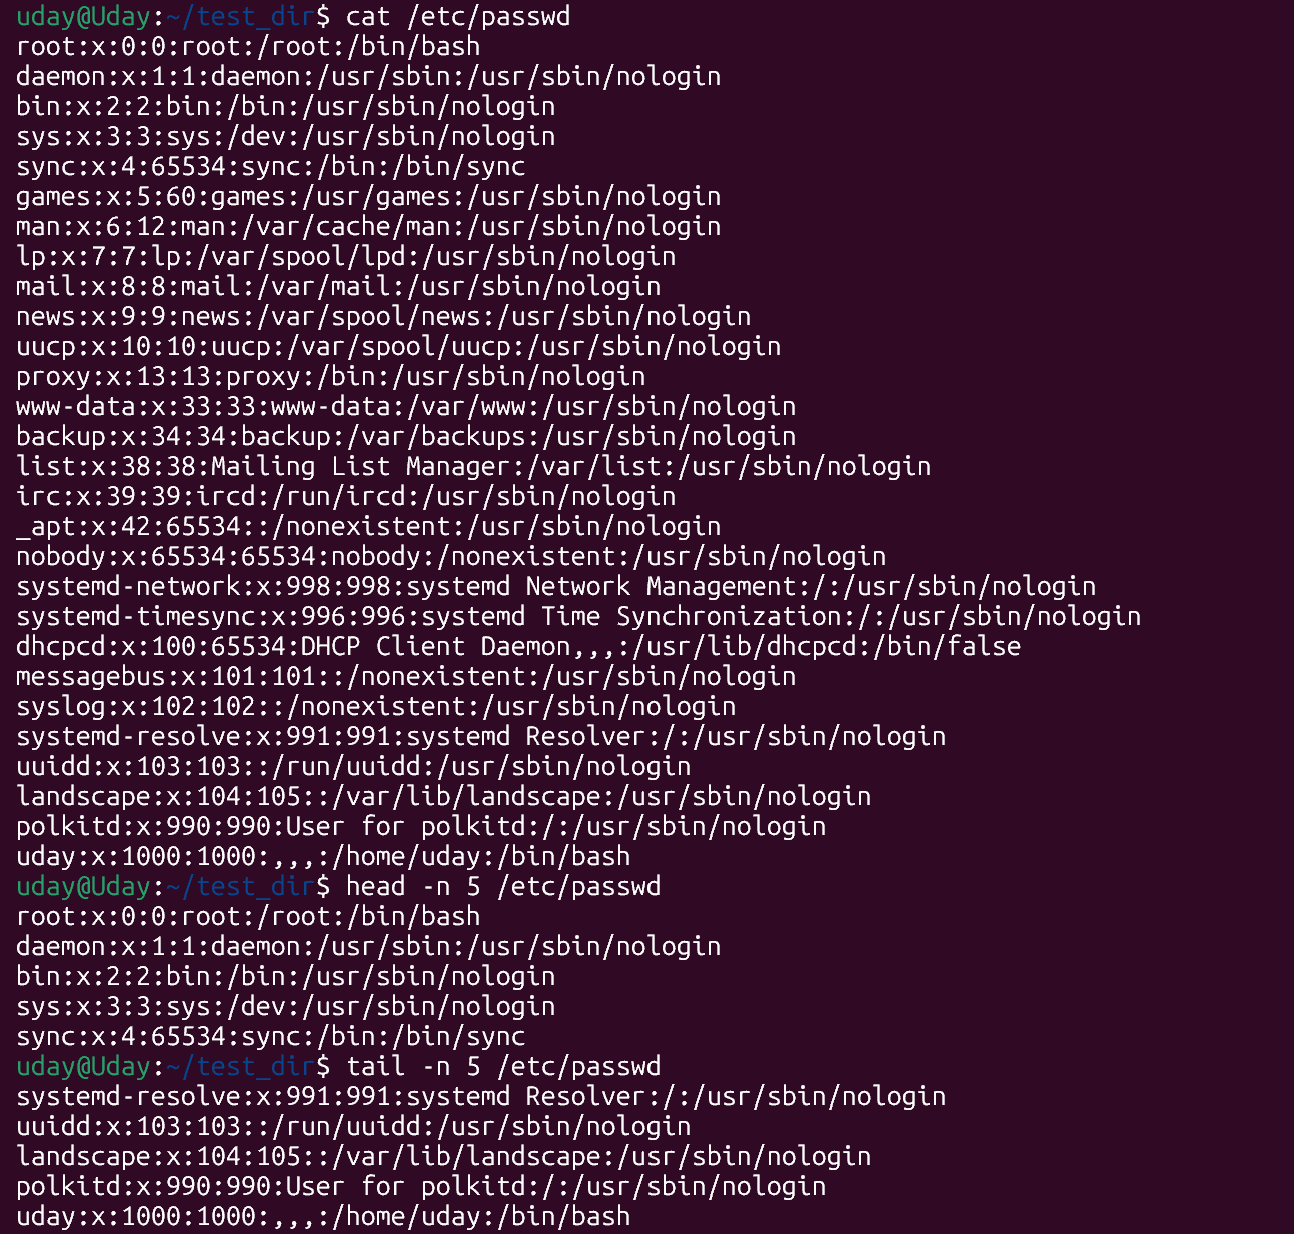 uday@Uday:~/test_dir$ cat /etc/passwd
root:x:0:0:root:/root:/bin/bash
daemon:x:1:1:daemon:/usr/sbin:/usr/sbin/nologin
bin:x:2:2:bin:/bin:/usr/sbin/nologin
sys:x:3:3:sys:/dev:/usr/sbin/nologin
sync:x:4:65534:sync:/bin:/bin/sync
games:x:5:60:games:/usr/games:/usr/sbin/nologin
man:x:6:12:man:/var/cache/man:/usr/sbin/nologin
lp:x:7:7:lp:/var/spool/lpd:/usr/sbin/nologin
mail:x:8:8:mail:/var/mail:/usr/sbin/nologin
news:x:9:9:news:/var/spool/news:/usr/sbin/nologin
uucp:x:10:10:uucp:/var/spool/uucp:/usr/sbin/nologin
proxy:x:13:13:proxy:/bin:/usr/sbin/nologin
www-data:x:33:33:www-data:/var/www:/usr/sbin/nologin
backup:x:34:34:backup:/var/backups:/usr/sbin/nologin
list:x:38:38:Mailing List Manager:/var/list:/usr/sbin/nologin
irc:x:39:39:ircd:/run/ircd:/usr/sbin/nologin
_apt:x:42:65534::/nonexistent:/usr/sbin/nologin
nobody:x:65534:65534:nobody:/nonexistent:/usr/sbin/nologin
systemd-network:x:998:998:systemd Network Management:/:/usr/sbin/nologin
systemd-timesync:x:996:996:systemd Time Synchronization:/:/usr/sbin/nologin
dhcpcd:x:100:65534:DHCP Client Daemon,,,:/usr/lib/dhcpcd:/bin/false
messagebus:x:101:101::/nonexistent:/usr/sbin/nologin
syslog:x:102:102::/nonexistent:/usr/sbin/nologin
systemd-resolve:x:991:991:systemd Resolver:/:/usr/sbin/nologin
uuidd:x:103:103::/run/uuidd:/usr/sbin/nologin
landscape:x:104:105::/var/lib/landscape:/usr/sbin/nologin
polkitd:x:990:990:User for polkitd:/:/usr/sbin/nologin
uday:x:1000:1000:,,,:/home/uday:/bin/bash
uday@Uday:~/test_dir$ head -n 5 /etc/passwd
root:x:0:0:root:/root:/bin/bash
daemon:x:1:1:daemon:/usr/sbin:/usr/sbin/nologin
bin:x:2:2:bin:/bin:/usr/sbin/nologin
sys:x:3:3:sys:/dev:/usr/sbin/nologin
sync:x:4:65534:sync:/bin:/bin/sync
uday@Uday:~/test_dir$ tail -n 5 /etc/passwd
systemd-resolve:x:991:991:systemd Resolver:/:/usr/sbin/nologin
uuidd:x:103:103::/run/uuidd:/usr/sbin/nologin
landscape:x:104:105::/var/lib/landscape:/usr/sbin/nologin
polkitd:x:990:990:User for polkitd:/:/usr/sbin/nologin
uday:x:1000:1000:,,,:/home/uday:/bin/bash